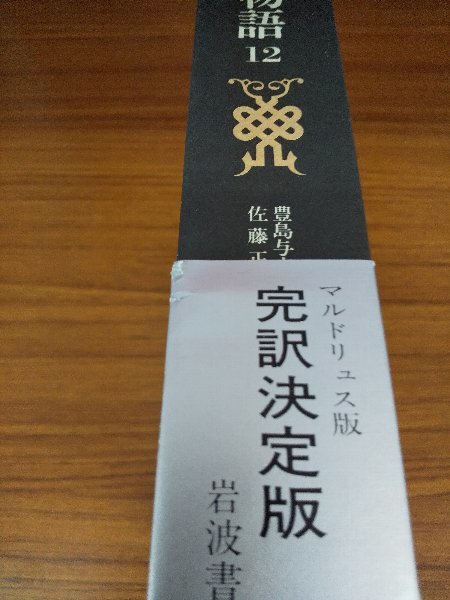 物語
12
豊島与
佐藤正
マルドリュス版
完訳決定版
岩波書